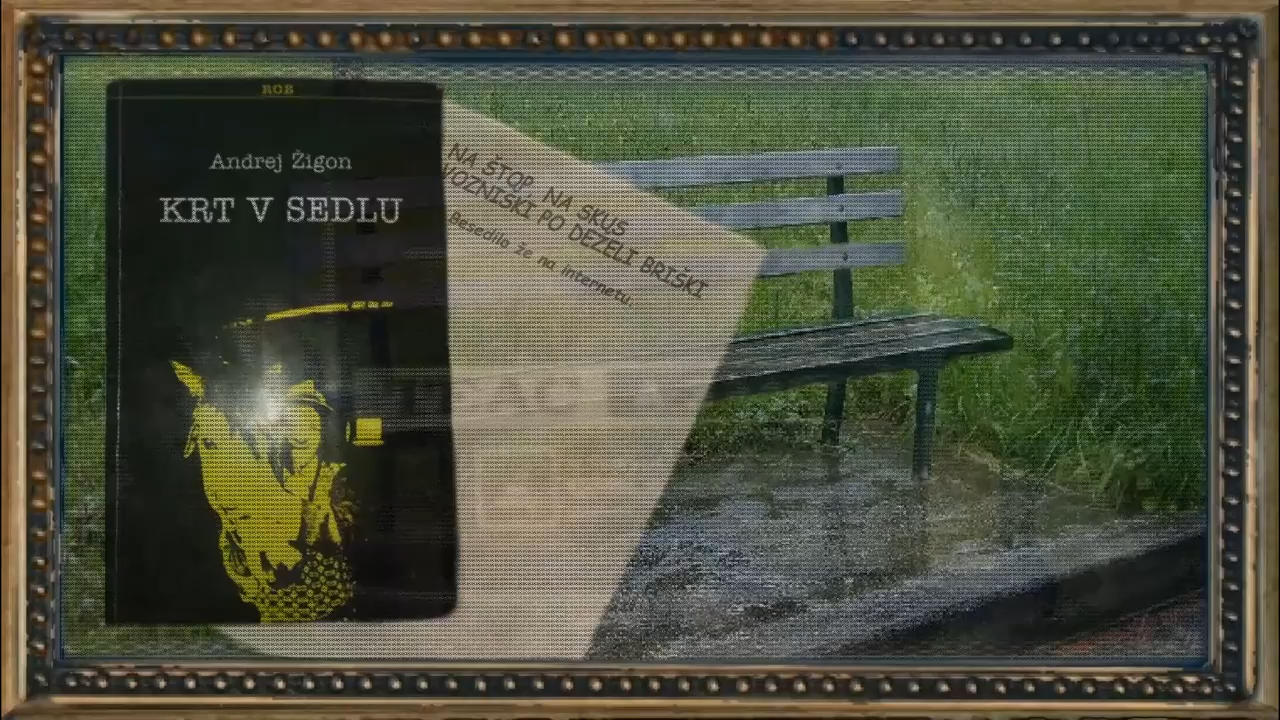 ROB
Andrej Žigon
KRT V SEDLU
NA ŠTOP, NA SKUS
VOZNIŠKI PO DEŽELI BRIŠKI
Besedilo že na internetu.